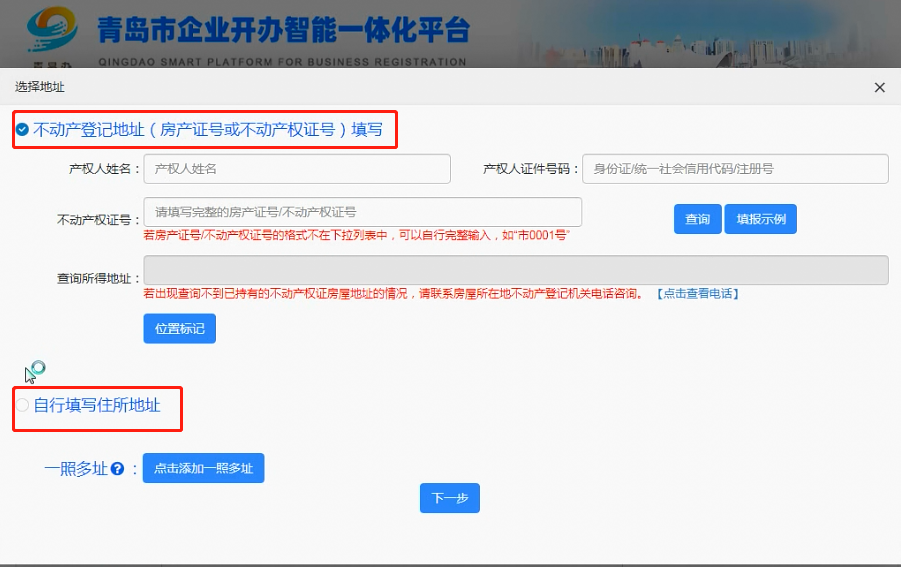 青岛市企业开办智能一体化平台
QINGDAO SMART PLATFORM FOR BUSINESS REGISTRATION
选择地址
不动产登记地址（房产证号或不动产权证号）填写
产权人姓名： 产权人姓名 产权人证件号码： 身份证/统一社会信用代码/注册号
不动产权证号： 请填写完整的房产证号/不动产权证号 查询 填报示例
若房产证号/不动产权证号的格式不在下拉列表中，可以自行完整输入，如“市0001号”
查询所得地址：
若出现查询不到已持有的不动产权证房屋地址的情况，请联系房屋所在地不动产登记机关电话咨询。【点击查看电话】
位置标记
自行填写住所地址
一照多址 ： 点击添加一照多址
下一步